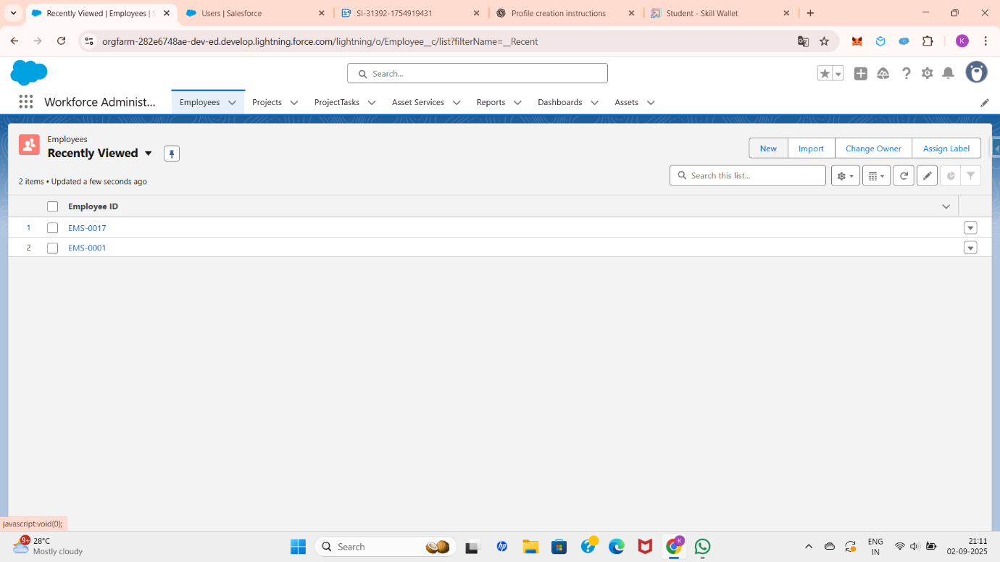 Recently Viewed | Employees | S
Users | Salesforce
SI-31392-1754919431
Profile creation instructions
Student - Skill Wallet
orgfarm-282e6748ae-dev-ed.develop.lightning.force.com/lightning/o/Employee__c/list?filterName=__Recent
K
Search...
Workforce Administ...
Employees
Projects
ProjectTasks
Asset Services
Reports
Dashboards
Assets
Employees
Recently Viewed
New
Import
Change Owner
Assign Label
2 items • Updated a few seconds ago
Search this list...
Employee ID
1
EMS-0017
2
EMS-0001
javascript:void(0);
9+
28°C
Mostly cloudy
Search
hp
K
ENG
IN
21:11
02-09-2025